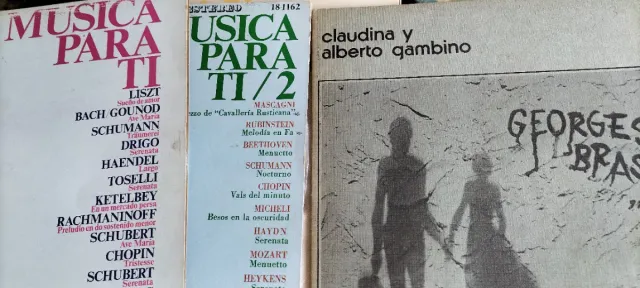 MUSICA
PARA
TI
LISZT
Sueño de amor
BACH/GOUNOD
Ave María
SCHUMANN
Träumerei
DRIGO
Serenata
HAENDEL
Largo
TOSELLI
Serenata
KETELBEY
En un mercado persa
RACHMANINOFF
Preludio en do sostenido menor
SCHUBERT
Ave María
CHOPIN
Tristesse
SCHUBERT
Serenata
ESTEREO 18 1162
USICA
PARA
TI/2
MASCAGNI
zzo de "Cavallería Rusticana"
RUBINSTEIN
Melodía en Fa
BEETHOVEN
Menuetto
SCHUMANN
Nocturno
CHOPIN
Vals del minuto
MICHELI
Besos en la oscuridad
HAYDN
Serenata
MOZART
Menuetto
HEYKENS
Serenata
claudina y
alberto gambino
GEORGES
BRAS